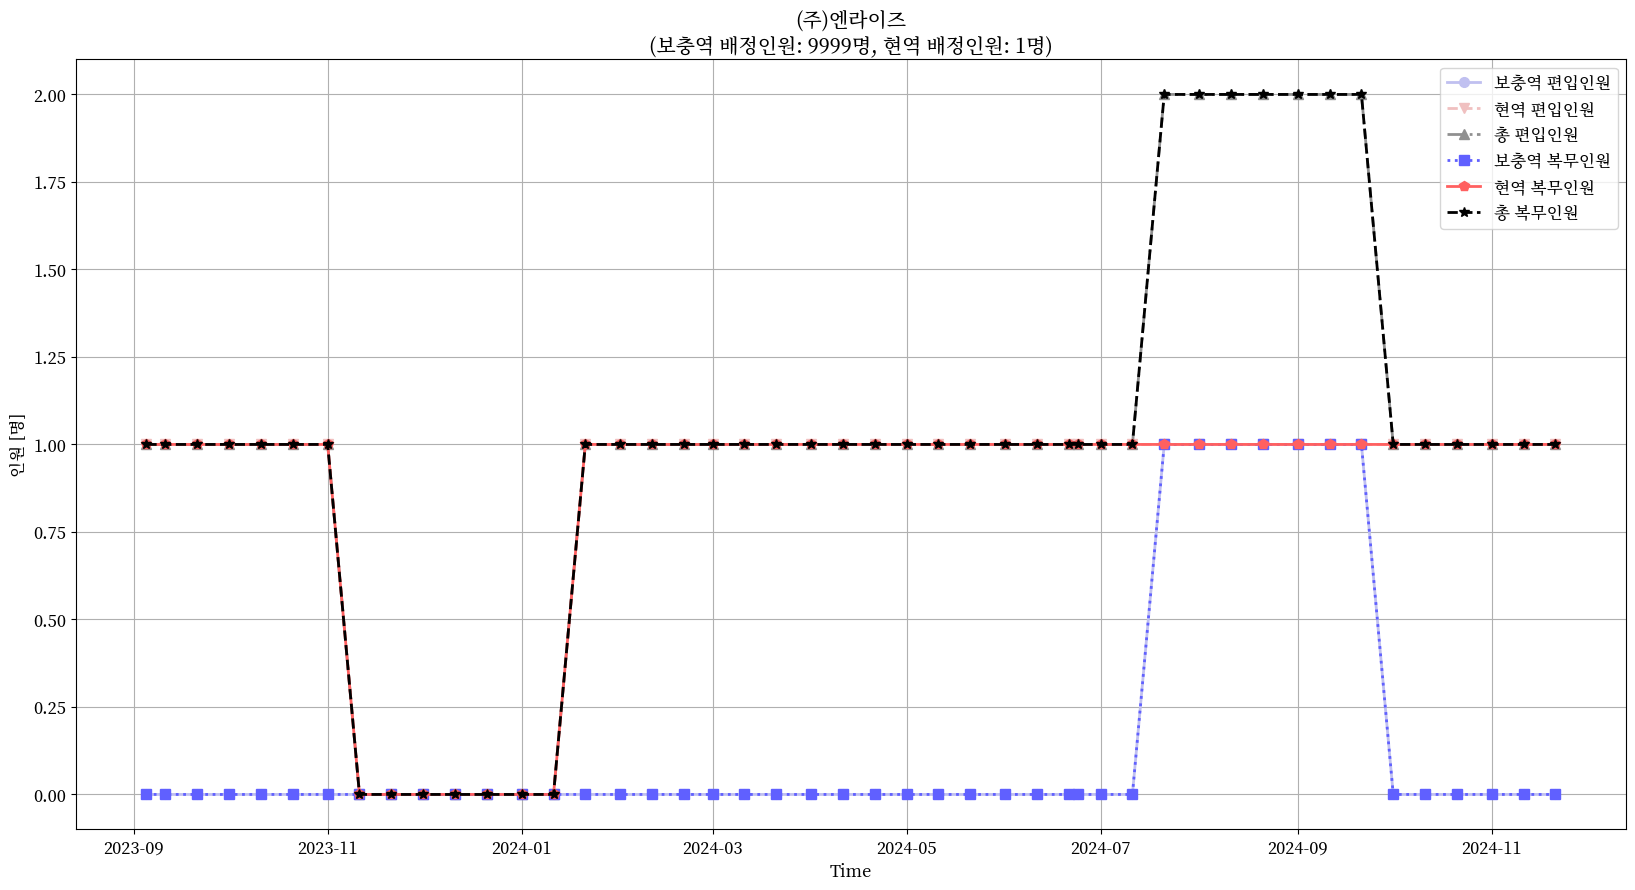 (주)엔라이즈
(보충역 배정인원: 9999명, 현역 배정인원: 1명)
보충역 편입인원
현역 편입인원
총 편입인원
보충역 복무인원
현역 복무인원
총 복무인원
2.00
1.75
1.50
1.25
1.00
0.75
0.50
0.25
0.00
인원 [명]
2023-09
2023-11
2024-01
2024-03
2024-05
2024-07
2024-09
2024-11
Time